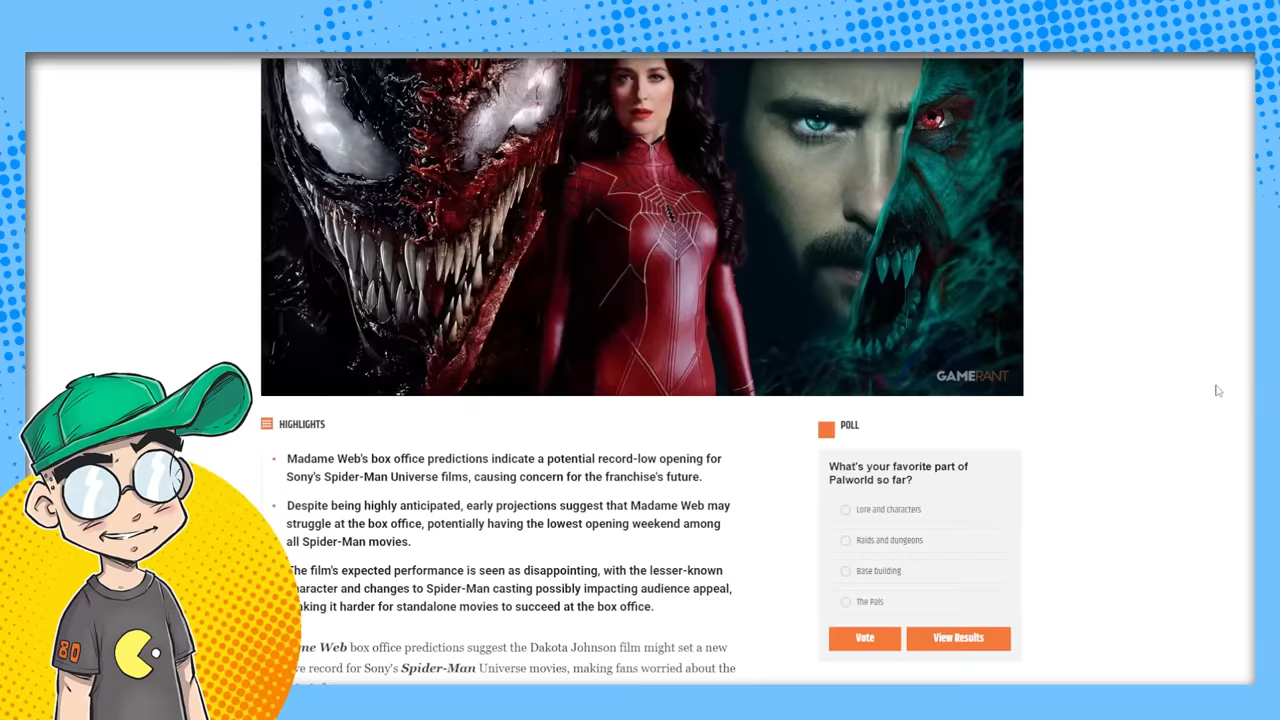 GAMERANT
HIGHLIGHTS
Madame Web's box office predictions indicate a potential record-low opening for
Sony's Spider-Man Universe films, causing concern for the franchise's future.
Despite being highly anticipated, early projections suggest that Madame Web may
struggle at the box office, potentially having the lowest opening weekend among
all Spider-Man movies.
he film's expected performance is seen as disappointing, with the lesser-known
aracter and changes to Spider-Man casting possibly impacting audience appeal,
king it harder for standalone movies to succeed at the box office.
ne Web box office predictions suggest the Dakota Johnson film might set a new
ve record for Sony's Spider-Man Universe movies, making fans worried about the
POLL
What's your favorite part of
Palworld so far?
Lore and characters
Raids and dungeons
Base building
The Pals
Vote
View Results
80